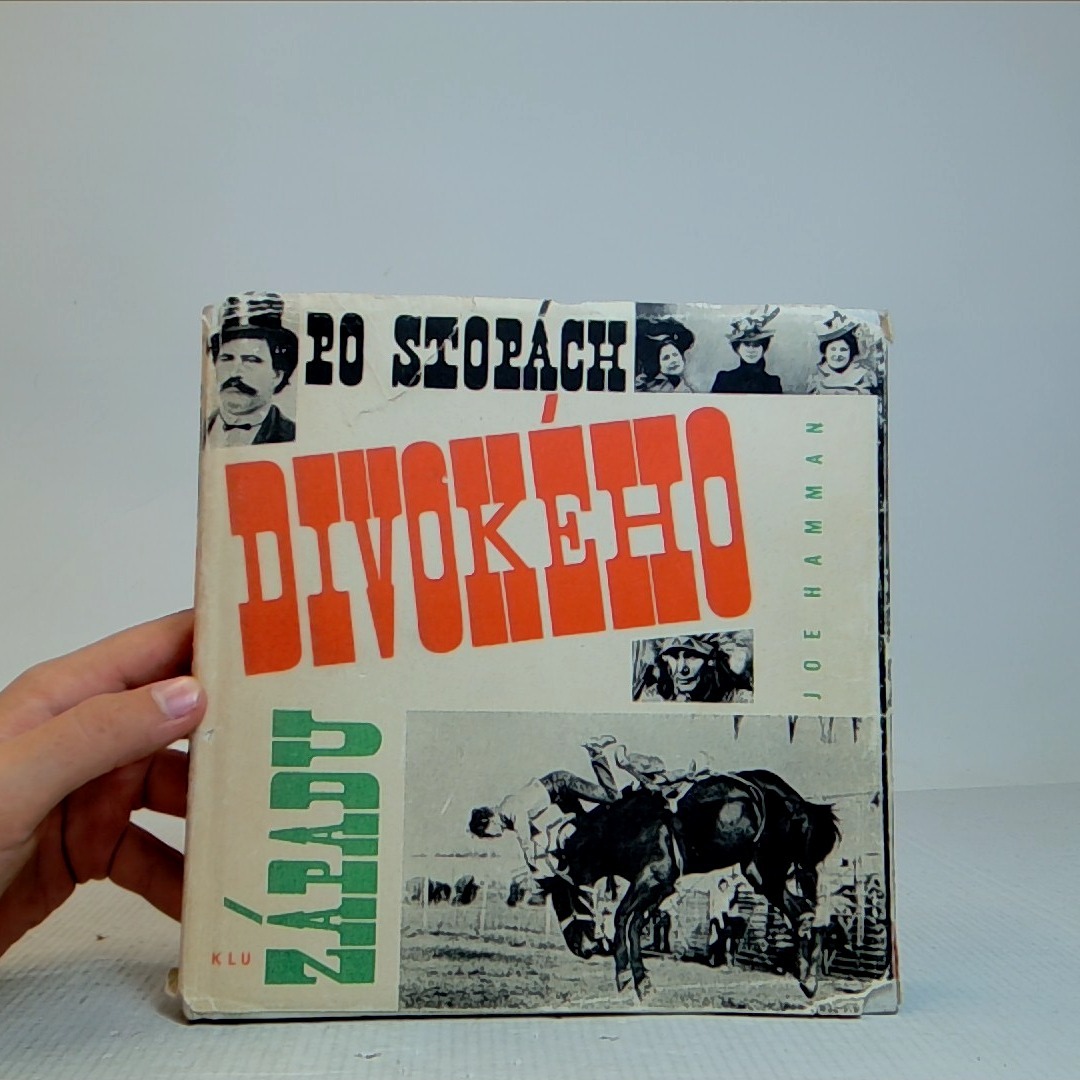 PO STOPÁCH
DIVOKÉHO
ZÁPADU
JOE HAMMAN
KLU